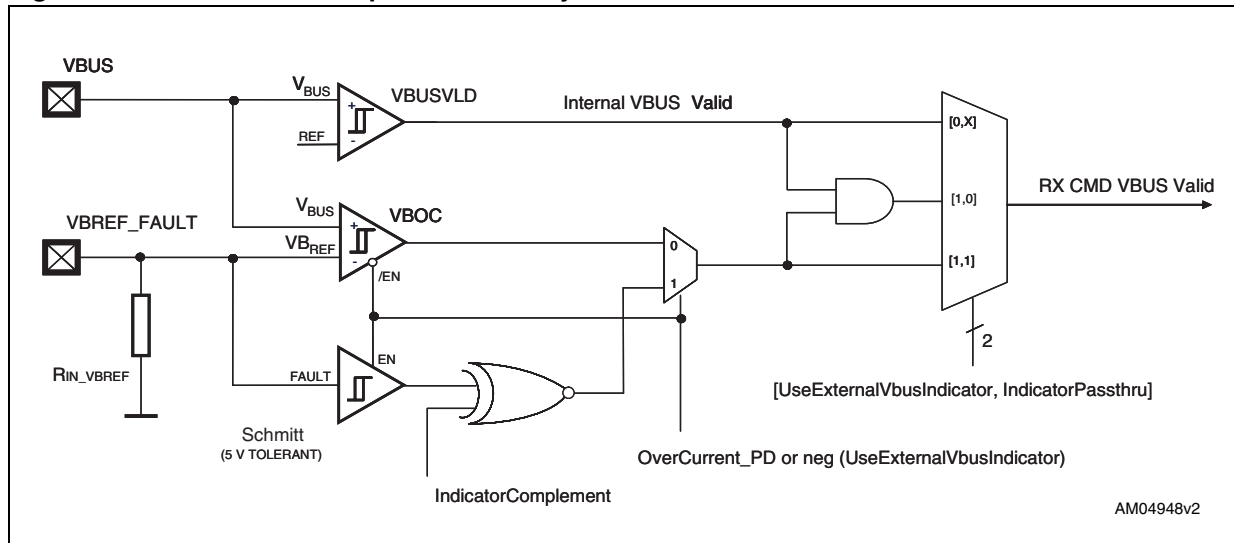 VBUS
VBUS
VBUSVLD
+
-
REF
Internal VBUS Valid
[0,X]
RX CMD VBUS Valid
[1,0]
VBREF_FAULT
VBUS
VBOC
+
VBREF
-
/EN
0
1
[1,1]
2
RIN_VBREF
EN
FAULT
[UseExternalVbusIndicator, IndicatorPassthru]
Schmitt
(5 V TOLERANT)
OverCurrent_PD or neg (UseExternalVbusIndicator)
IndicatorComplement
AM04948v2